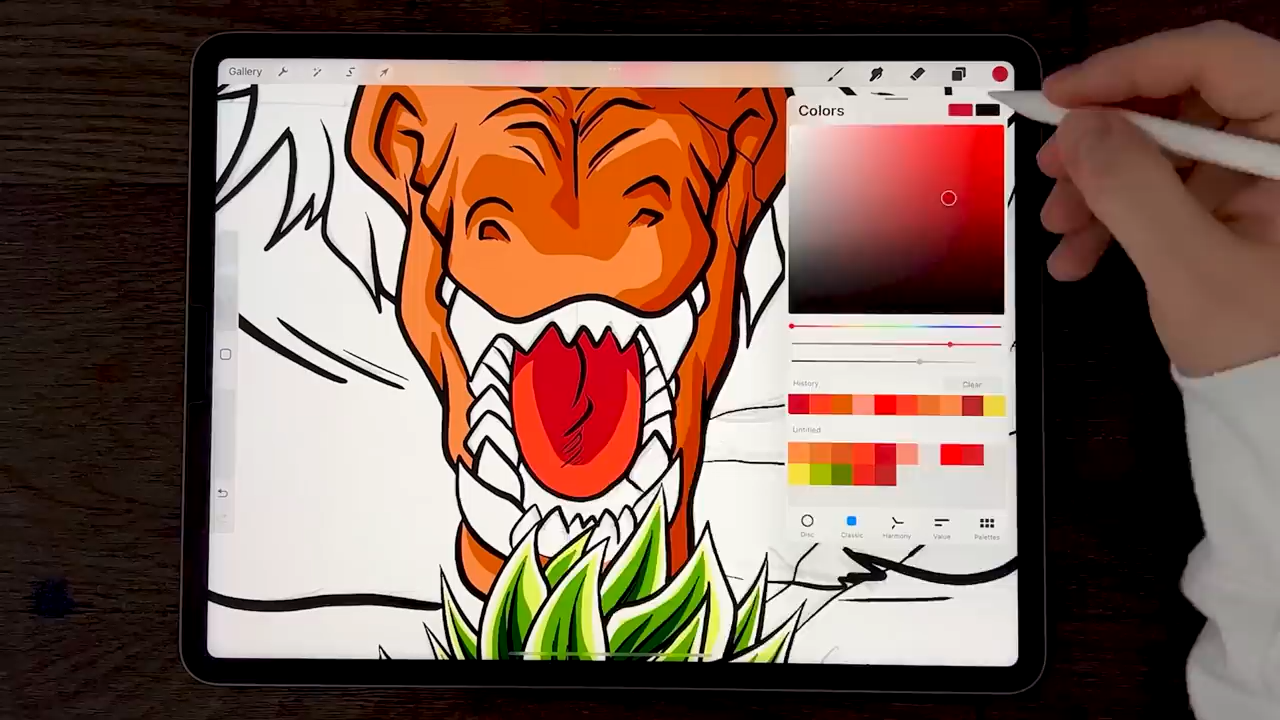 Gallery
Colors
History Clear
Untitled
Disc Classic Harmony Value Palettes